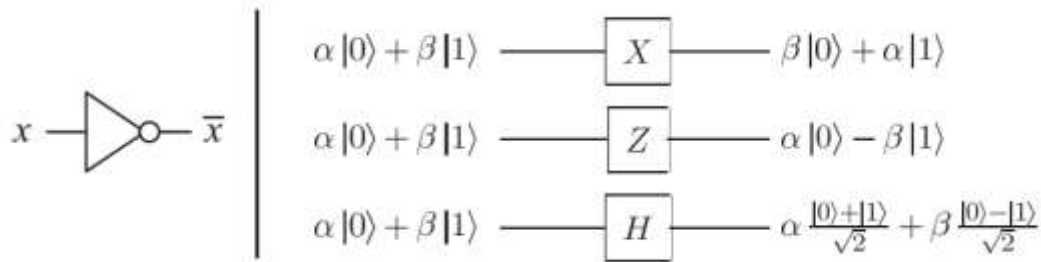 α|0⟩ + β|1⟩ X β|0⟩ + α|1⟩
x x̅ α|0⟩ + β|1⟩ Z α|0⟩ − β|1⟩
α|0⟩ + β|1⟩ H α (|0⟩+|1⟩)/√2 + β (|0⟩−|1⟩)/√2